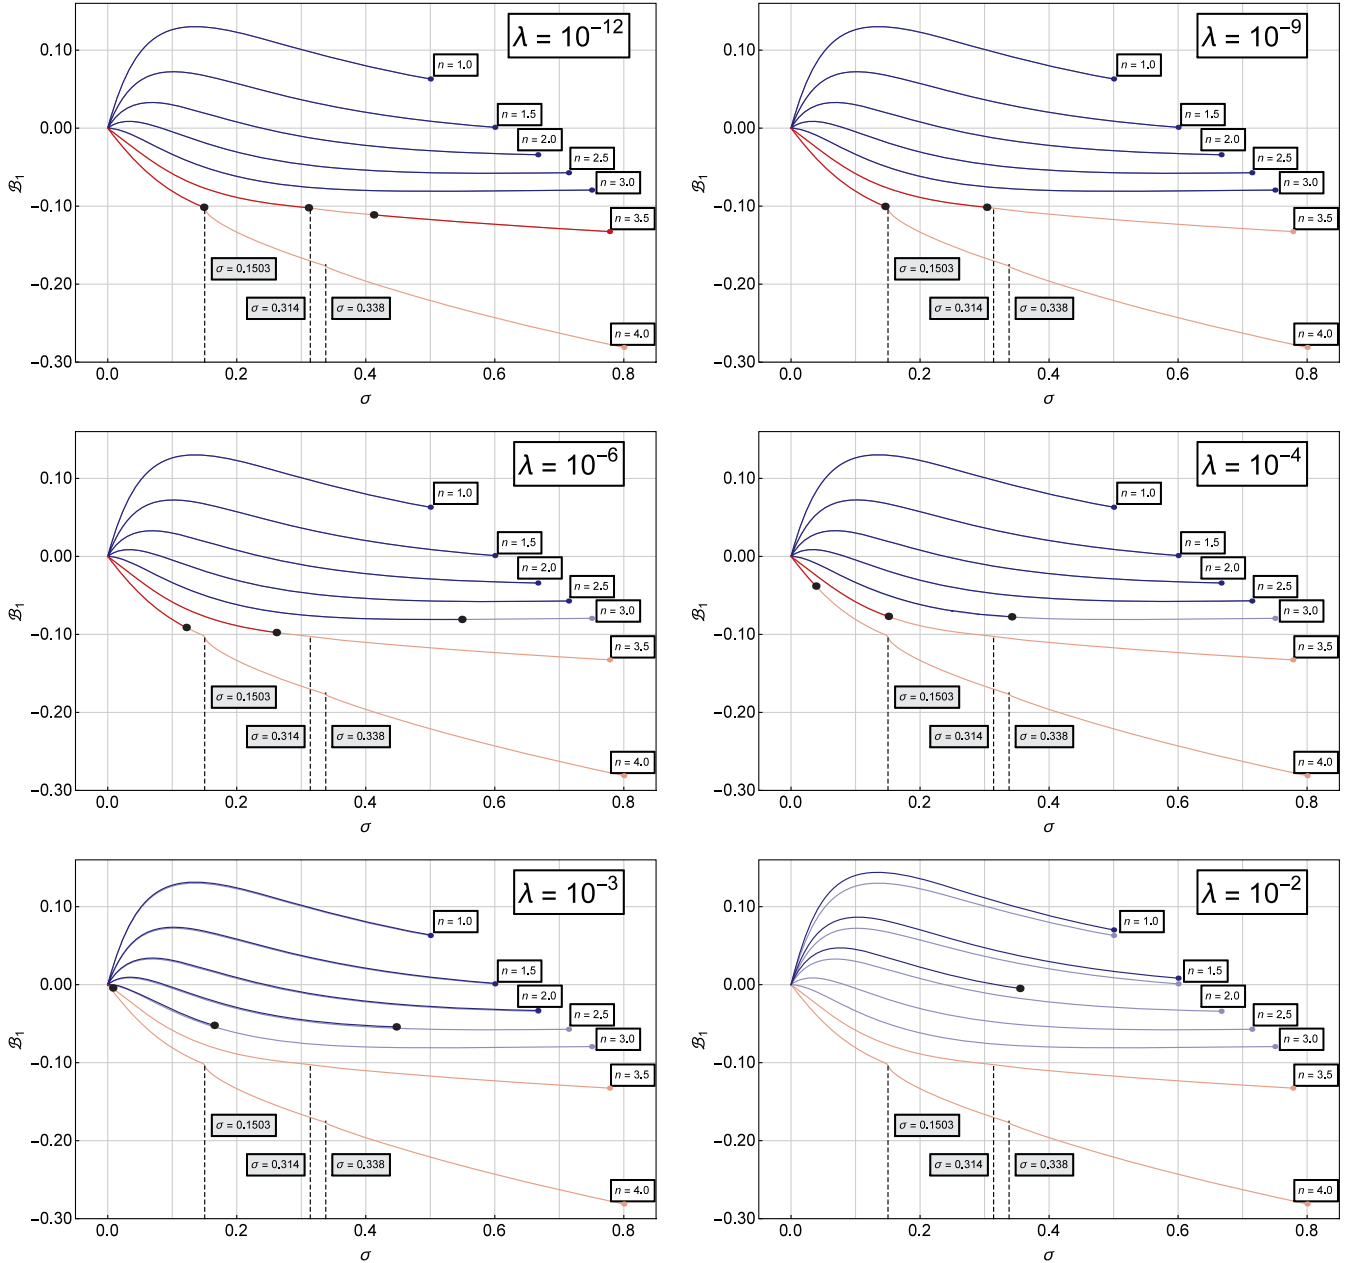 λ = 10⁻¹²
0.10
0.00
−0.10
−0.20
−0.30
ℬ₁
n = 1.0
n = 1.5
n = 2.0
n = 2.5
n = 3.0
n = 3.5
n = 4.0
σ = 0.1503
σ = 0.314
σ = 0.338
0.0 0.2 0.4 0.6 0.8
σ
λ = 10⁻⁹
0.10
0.00
−0.10
−0.20
−0.30
ℬ₁
n = 1.0
n = 1.5
n = 2.0
n = 2.5
n = 3.0
n = 3.5
n = 4.0
σ = 0.1503
σ = 0.314
σ = 0.338
0.0 0.2 0.4 0.6 0.8
σ
λ = 10⁻⁶
0.10
0.00
−0.10
−0.20
−0.30
ℬ₁
n = 1.0
n = 1.5
n = 2.0
n = 2.5
n = 3.0
n = 3.5
n = 4.0
σ = 0.1503
σ = 0.314
σ = 0.338
0.0 0.2 0.4 0.6 0.8
σ
λ = 10⁻⁴
0.10
0.00
−0.10
−0.20
−0.30
ℬ₁
n = 1.0
n = 1.5
n = 2.0
n = 2.5
n = 3.0
n = 3.5
n = 4.0
σ = 0.1503
σ = 0.314
σ = 0.338
0.0 0.2 0.4 0.6 0.8
σ
λ = 10⁻³
0.10
0.00
−0.10
−0.20
−0.30
ℬ₁
n = 1.0
n = 1.5
n = 2.0
n = 2.5
n = 3.0
n = 3.5
n = 4.0
σ = 0.1503
σ = 0.314
σ = 0.338
0.0 0.2 0.4 0.6 0.8
σ
λ = 10⁻²
0.10
0.00
−0.10
−0.20
−0.30
ℬ₁
n = 1.0
n = 1.5
n = 2.0
n = 2.5
n = 3.0
n = 3.5
n = 4.0
σ = 0.1503
σ = 0.314
σ = 0.338
0.0 0.2 0.4 0.6 0.8
σ